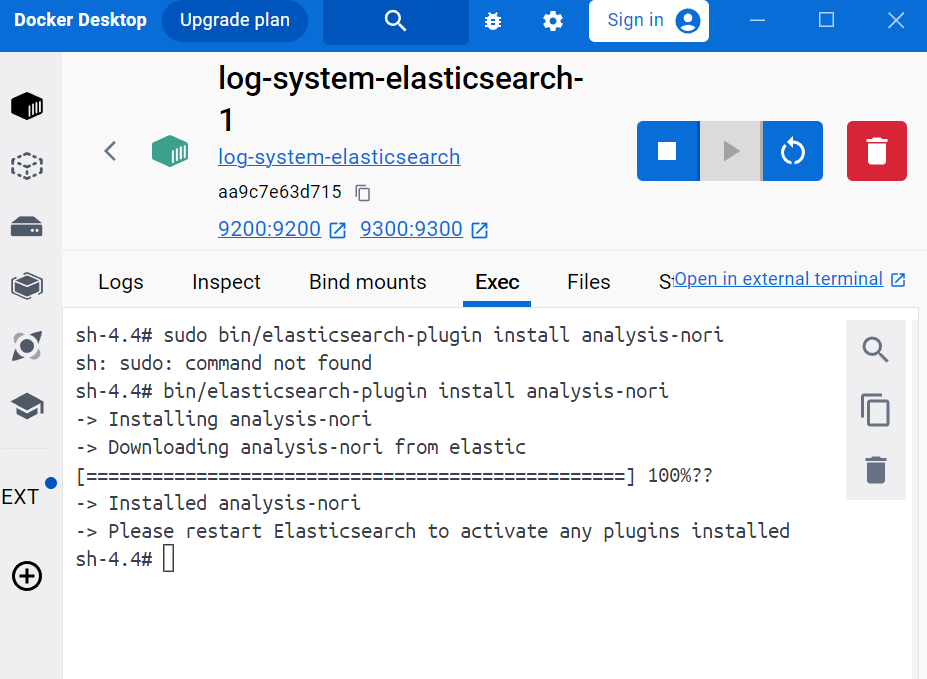 Docker Desktop
Upgrade plan
Sign in
log-system-elasticsearch-
1
log-system-elasticsearch
aa9c7e63d715
9200:9200 9300:9300
Logs Inspect Bind mounts Exec Files S Open in external terminal
sh-4.4# sudo bin/elasticsearch-plugin install analysis-nori
sh: sudo: command not found
sh-4.4# bin/elasticsearch-plugin install analysis-nori
-> Installing analysis-nori
-> Downloading analysis-nori from elastic
[=================================================] 100%??
-> Installed analysis-nori
-> Please restart Elasticsearch to activate any plugins installed
sh-4.4#
EXT